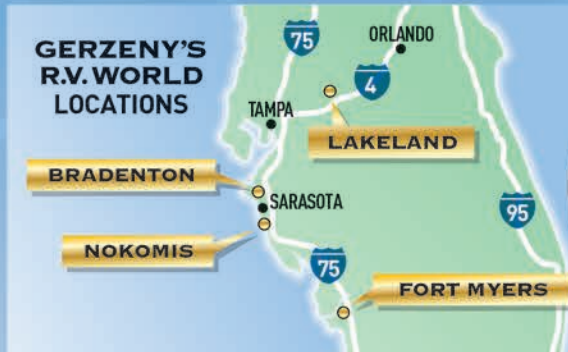 GERZENY'S
R.V. WORLD
LOCATIONS
75
ORLANDO
4
TAMPA
LAKELAND
BRADENTON
SARASOTA
95
NOKOMIS
75
FORT MYERS